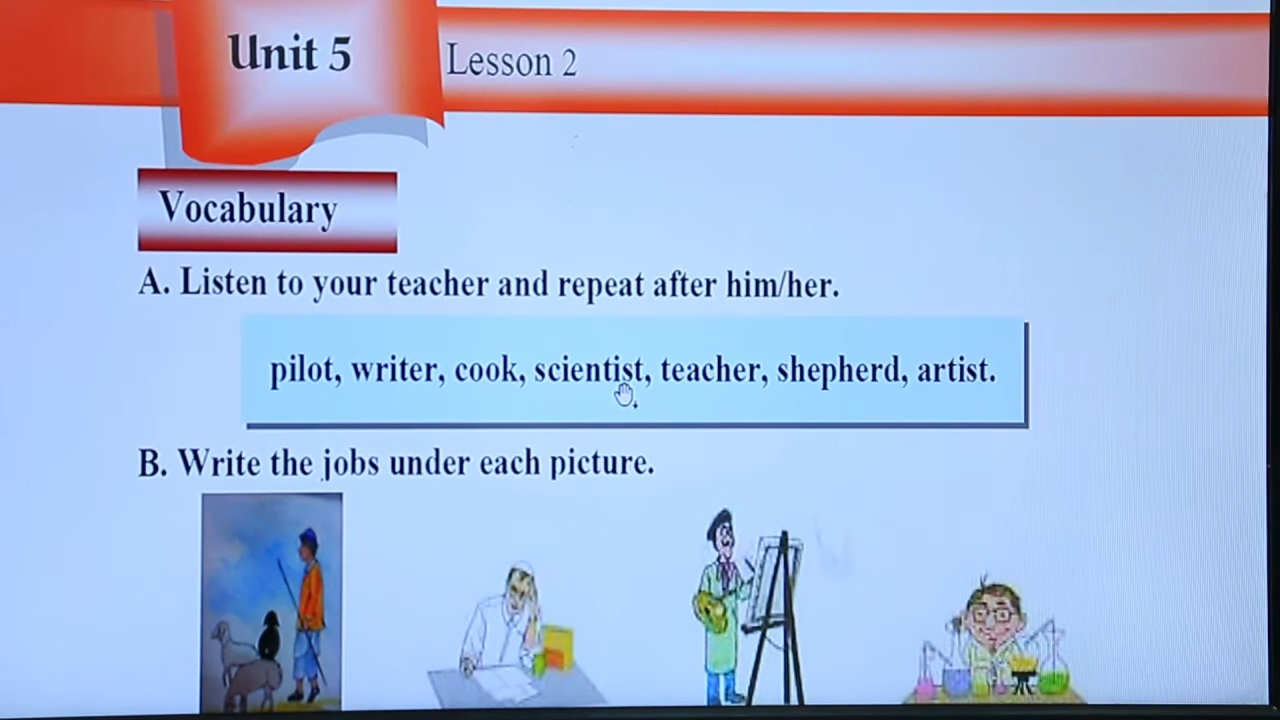 Unit 5
Lesson 2
Vocabulary
A. Listen to your teacher and repeat after him/her.
pilot, writer, cook, scientist, teacher, shepherd, artist.
B. Write the jobs under each picture.